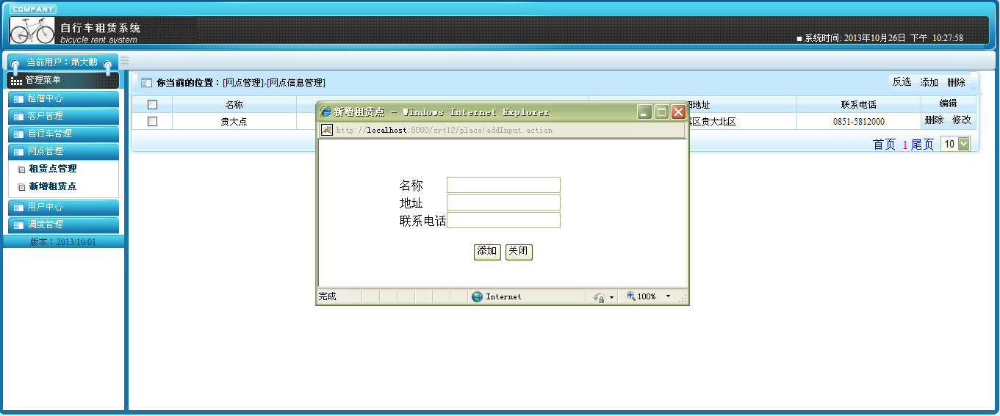 COMPANY
自行车租赁系统
bicycle rent system
■ 系统时间: 2013年10月26日 下午 10:27:58
当前用户：萧大鹏
管理菜单
租借中心
客户管理
自行车管理
网点管理
租赁点管理
新增租赁点
用户中心
调度管理
版本：2013/10/01
你当前的位置：[网点管理]-[网点信息管理]
反选 添加 删除
名称 地址 联系电话 编辑
贵大点 区贵大北区 0851-5812000 删除 修改
首页 1 尾页 10
新增租赁点 - Windows Internet Explorer
http://localhost:8080/srt12/place!addInput.action
名称
地址
联系电话
添加 关闭
完成 Internet 100%